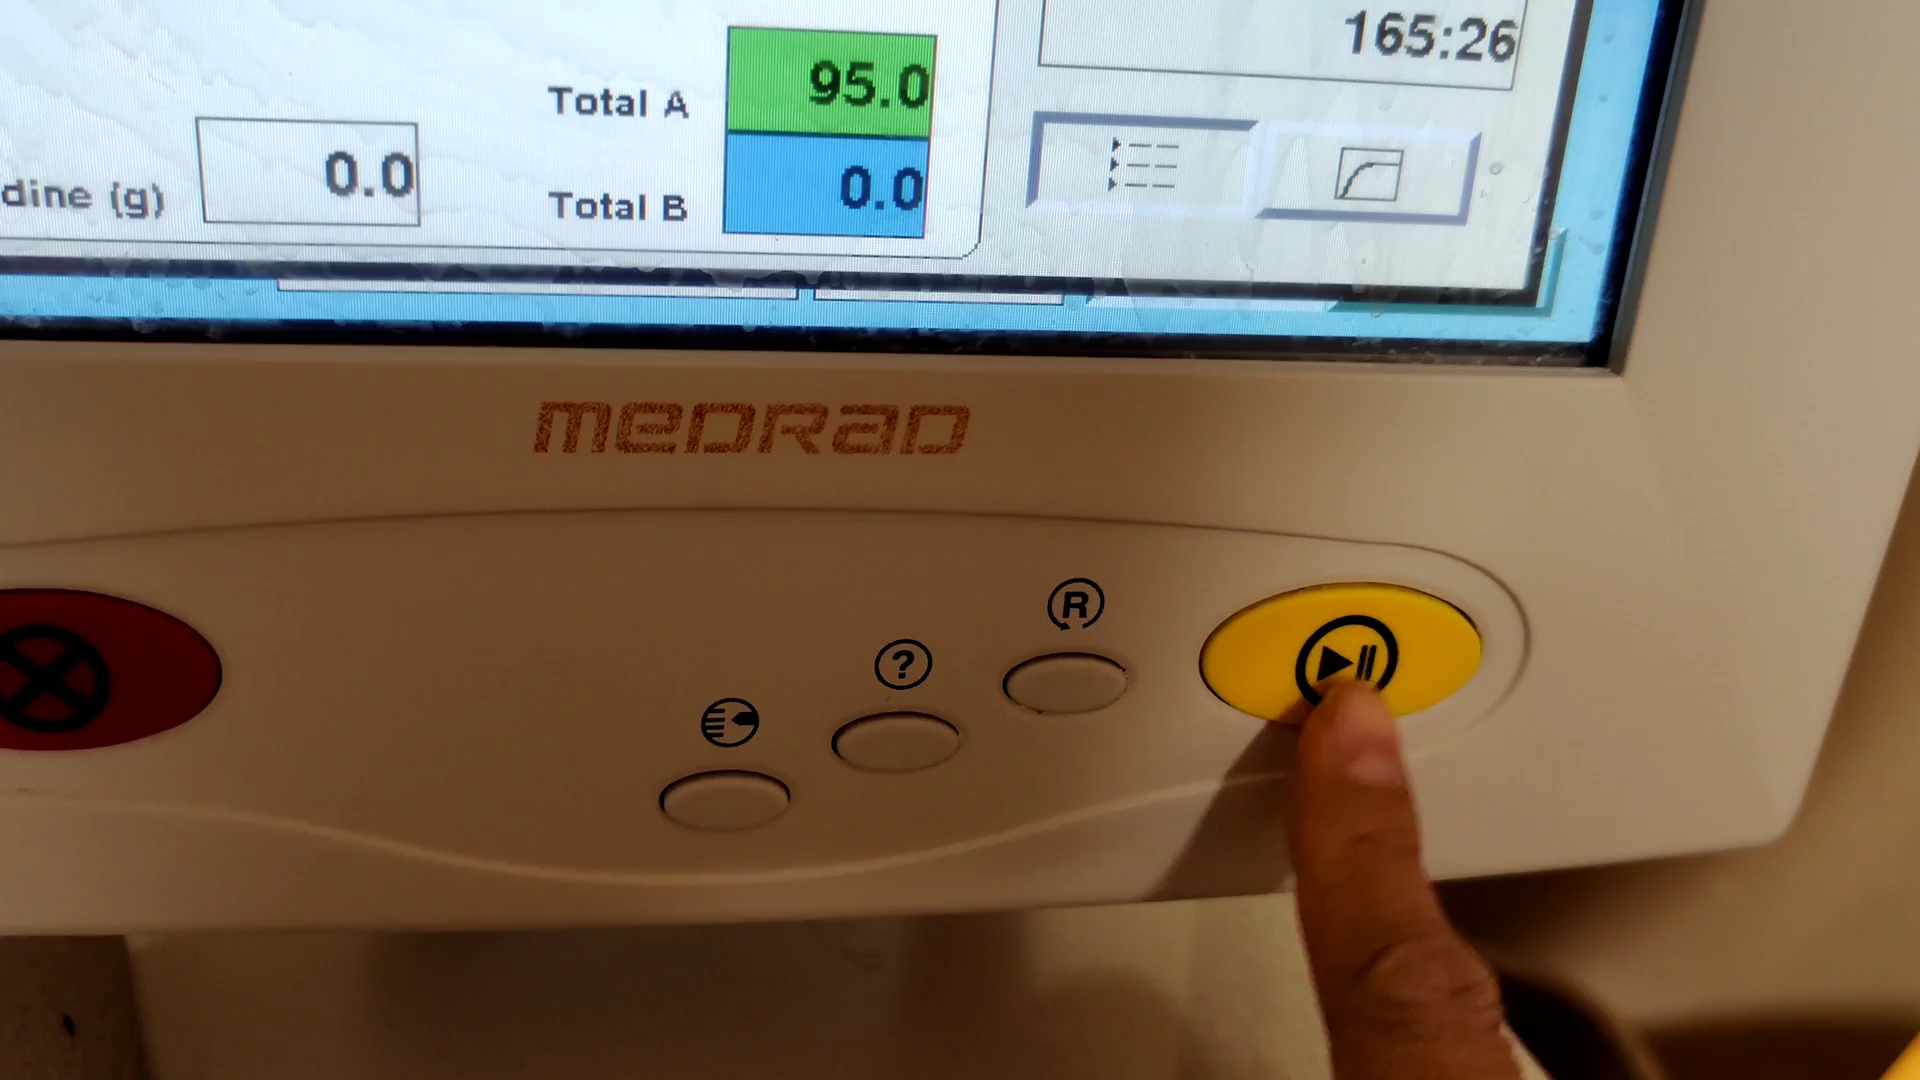 165:26
Total A 95.0
dine (g) 0.0
Total B 0.0
MEDRAD
R
?